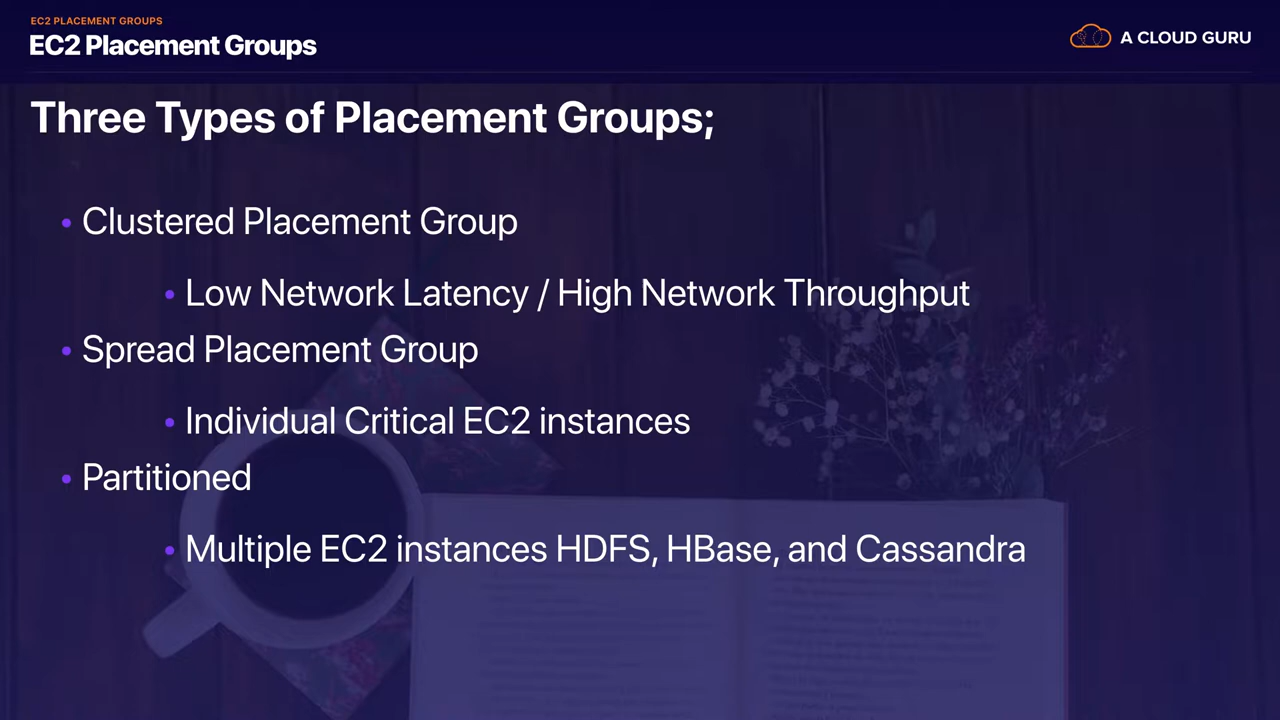 EC2 PLACEMENT GROUPS
EC2 Placement Groups
A CLOUD GURU
Three Types of Placement Groups;
• Clustered Placement Group
• Low Network Latency / High Network Throughput
• Spread Placement Group
• Individual Critical EC2 instances
• Partitioned
• Multiple EC2 instances HDFS, HBase, and Cassandra